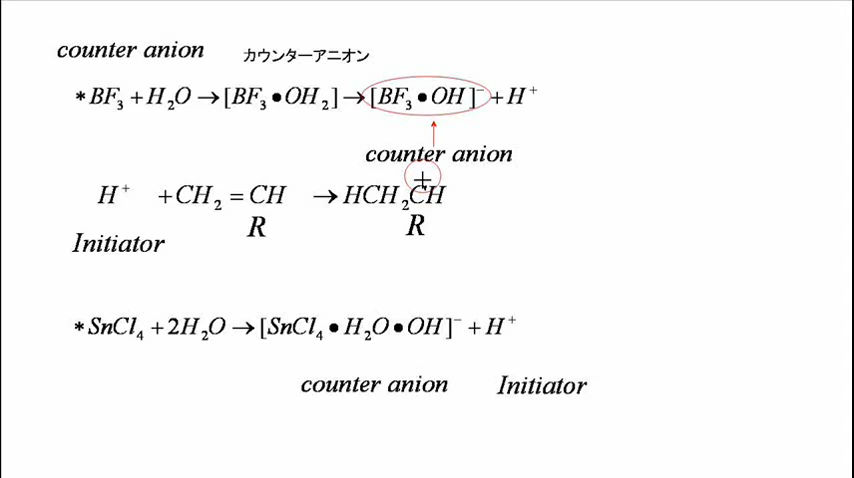 counter anion カウンターアニオン
*BF₃ + H₂O → [BF₃•OH₂] → [BF₃•OH]⁻ + H⁺
counter anion
+
H⁺ + CH₂ = CH → HCH₂CH
R R
Initiator
*SnCl₄ + 2H₂O → [SnCl₄•H₂O•OH]⁻ + H⁺
counter anion Initiator